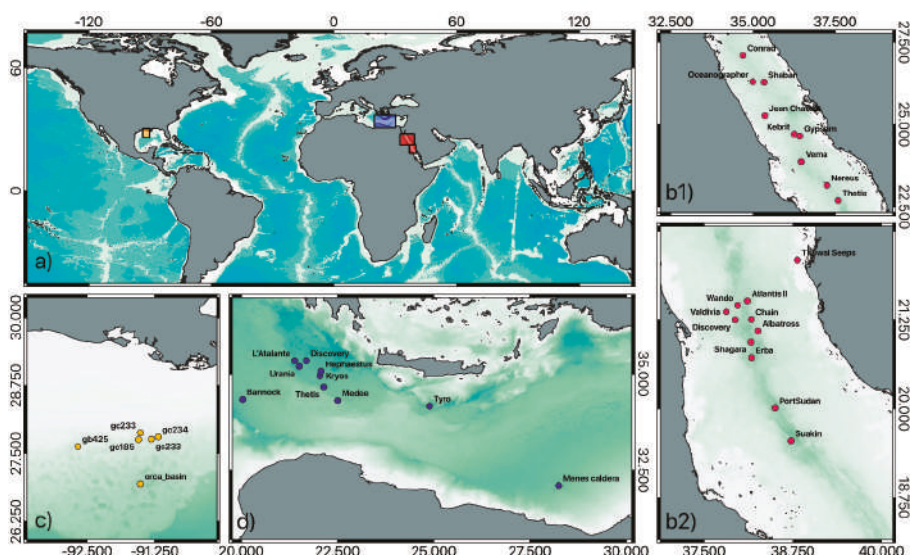 -120 -60 0 60 120
60
0
a)
32.500 35.000 37.500
27.500
25.000
22.500
Conrad
Oceanographer Shaban
Kebrit Gypsum
Vema
Nereus
Thetis
b1)
Thuwal Seeps
Atlantis II
Wando
Valdivia Chain
Discovery Albatross
Shagara
Erba
PortSudan
Suakin
21.250
20.000
18.750
b2)
37.500 38.750 40.000
30.000
28.750
27.500
26.250
gc233
gc234
gb425
gc185 gc233
orca_basin
c)
-92.500 -91.250
L'Atalante Discovery
Hephaestus
Urania
Kryos
Thetis
Bannock Medee
Tyro
Menes caldera
35.000
32.500
d)
20.000 22.500 25.000 27.500 30.000